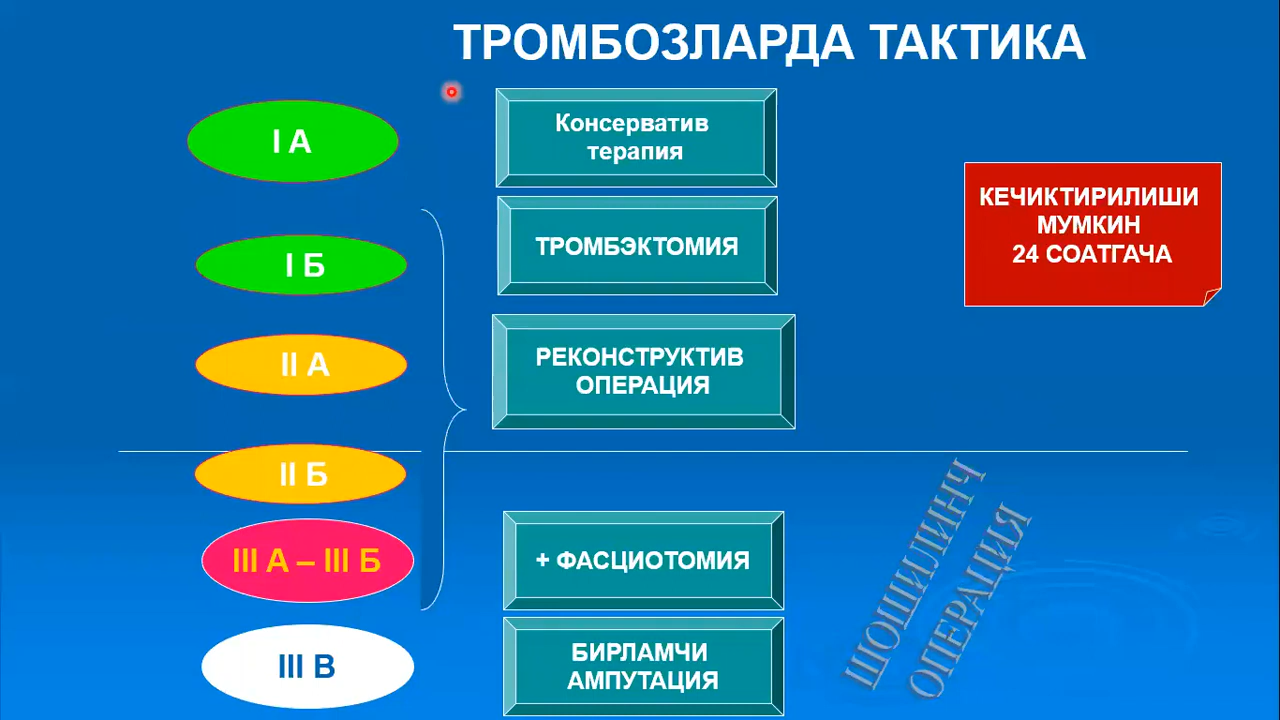 ТРОМБОЗЛАРДА ТАКТИКА
I А
Консерватив
терапия
КЕЧИКТИРИЛИШИ
МУМКИН
24 СОАТГАЧА
I Б
ТРОМБЭКТОМИЯ
II А
РЕКОНСТРУКТИВ
ОПЕРАЦИЯ
II Б
III А – III Б
+ ФАСЦИОТОМИЯ
ШОШИЛИНЧ
ОПЕРАЦИЯ
III В
БИРЛАМЧИ
АМПУТАЦИЯ